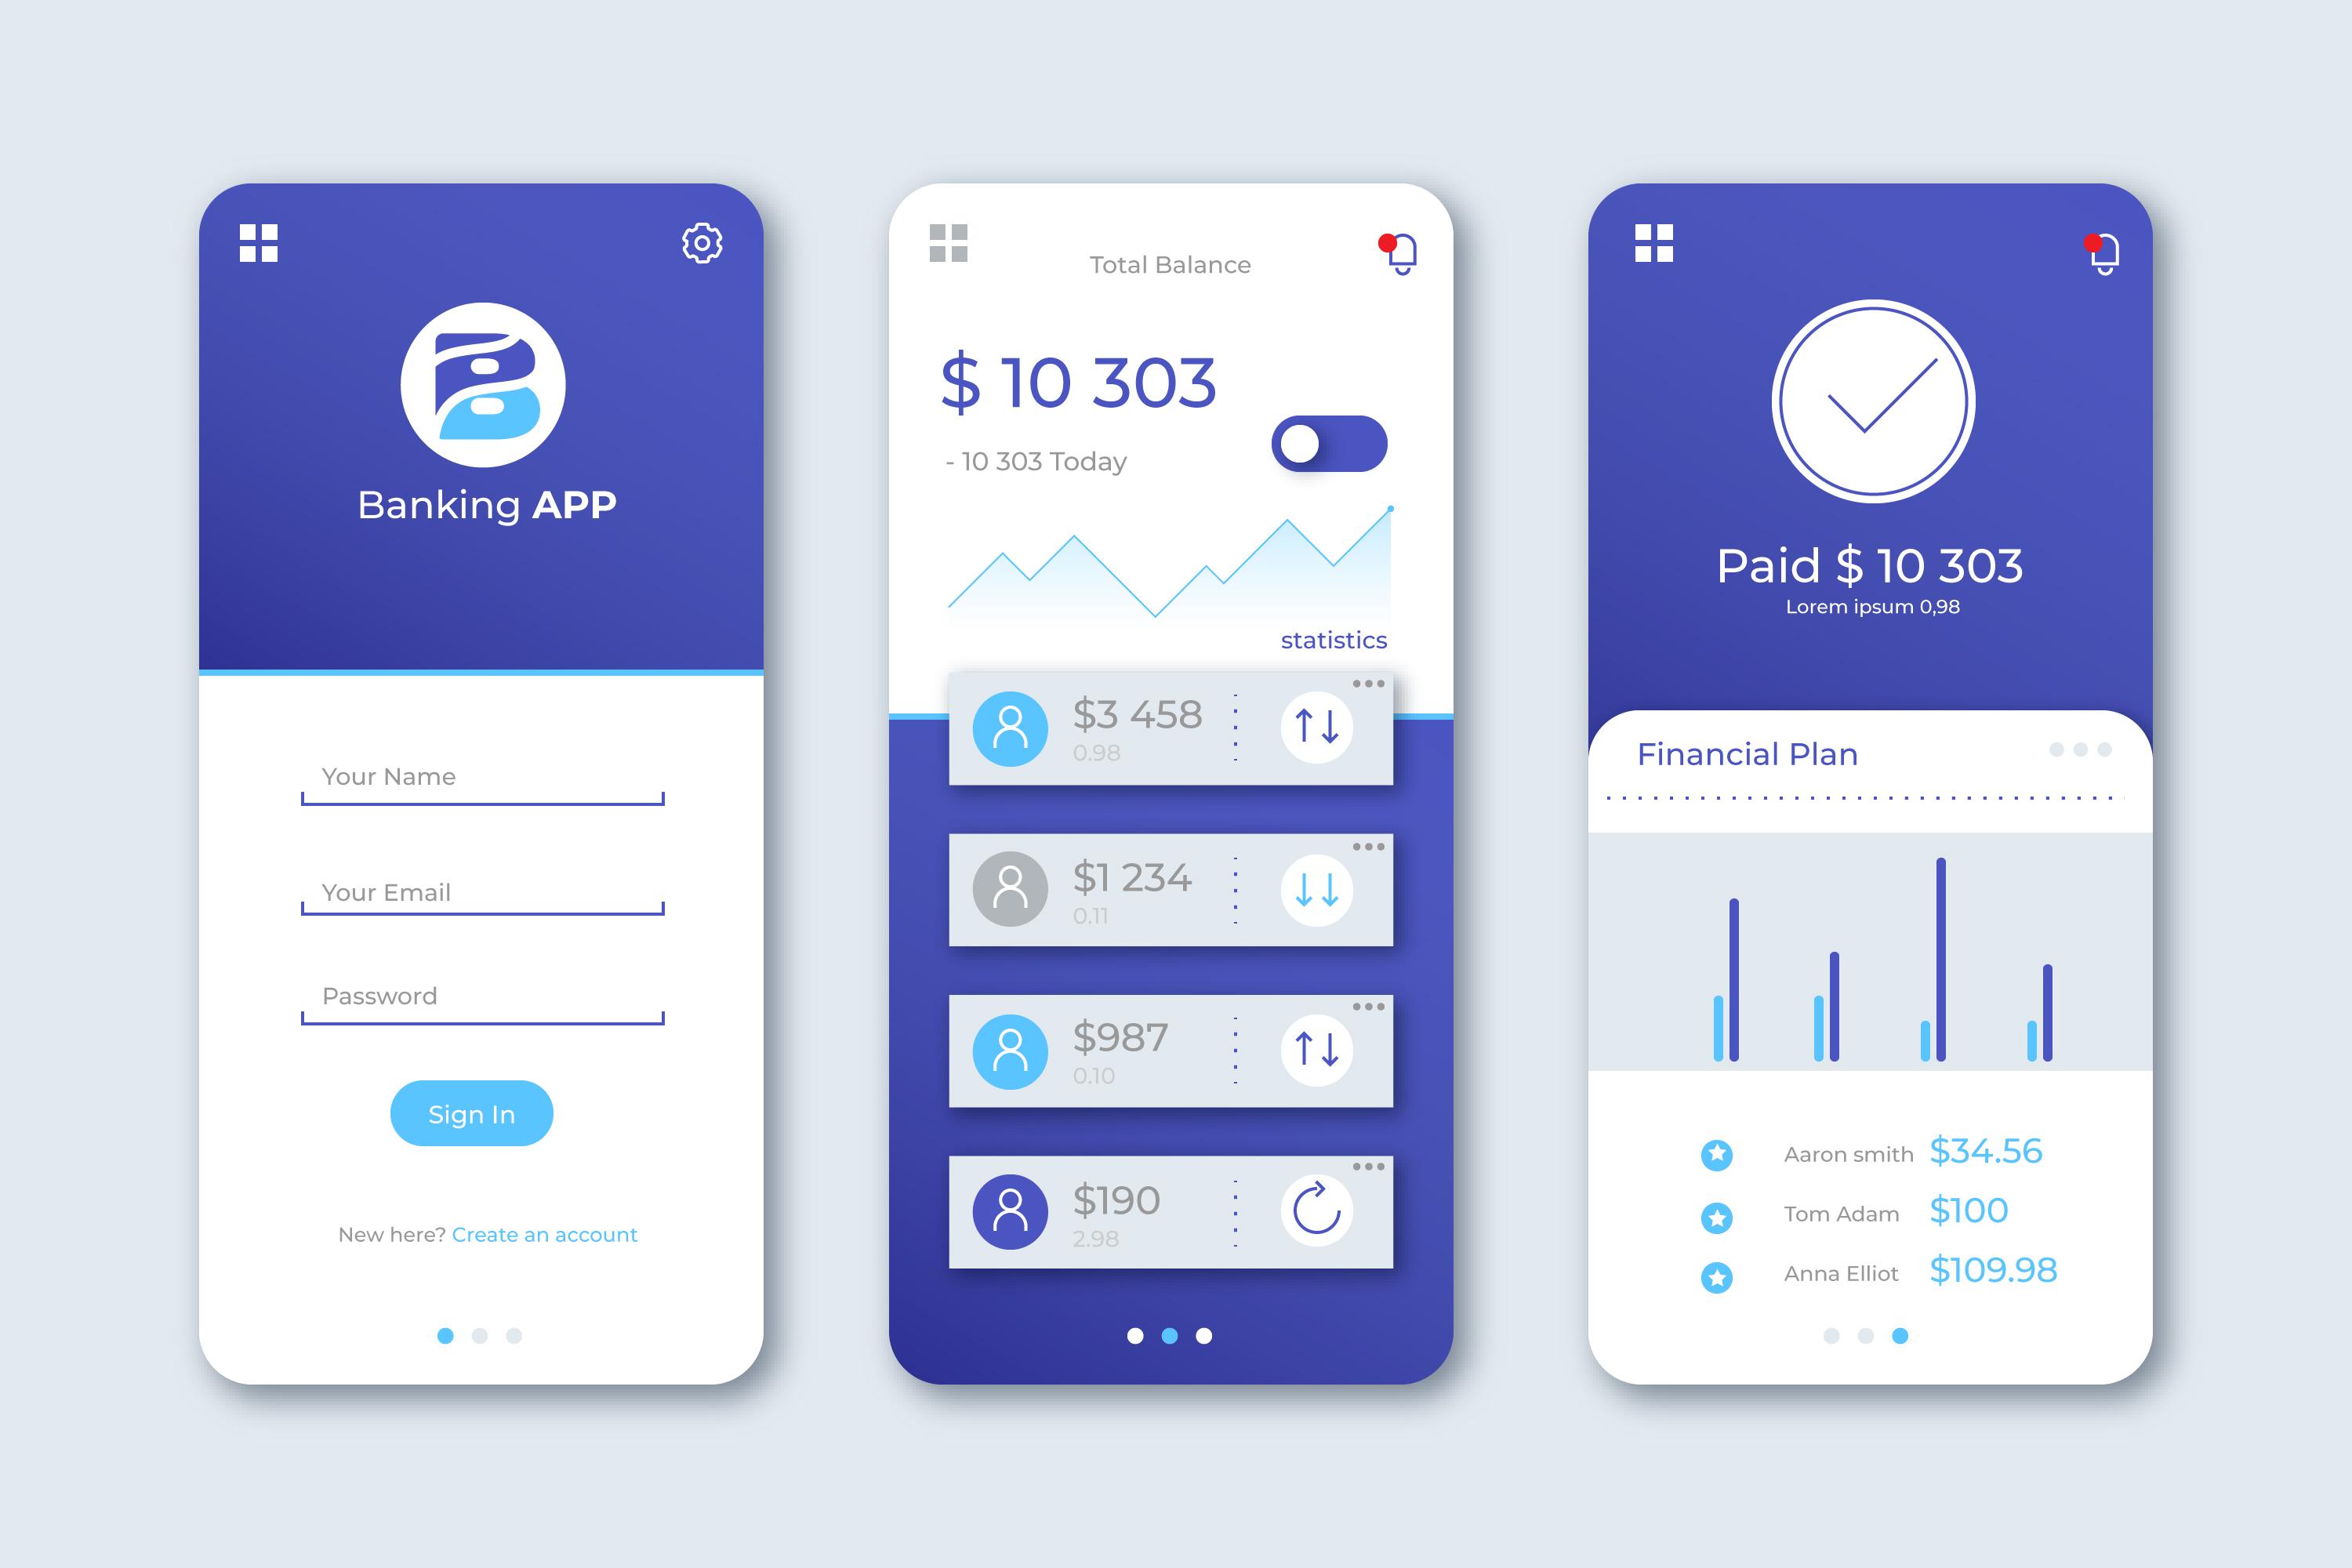 Banking APP
Your Name
Your Email
Password
Sign In
New here? Create an account
Total Balance
$ 10 303
- 10 303 Today
statistics
$3 458
0.98
$1 234
0.11
$987
0.10
$190
2.98
Paid $ 10 303
Lorem ipsum 0,98
Financial Plan
Aaron smith $34.56
Tom Adam $100
Anna Elliot $109.98